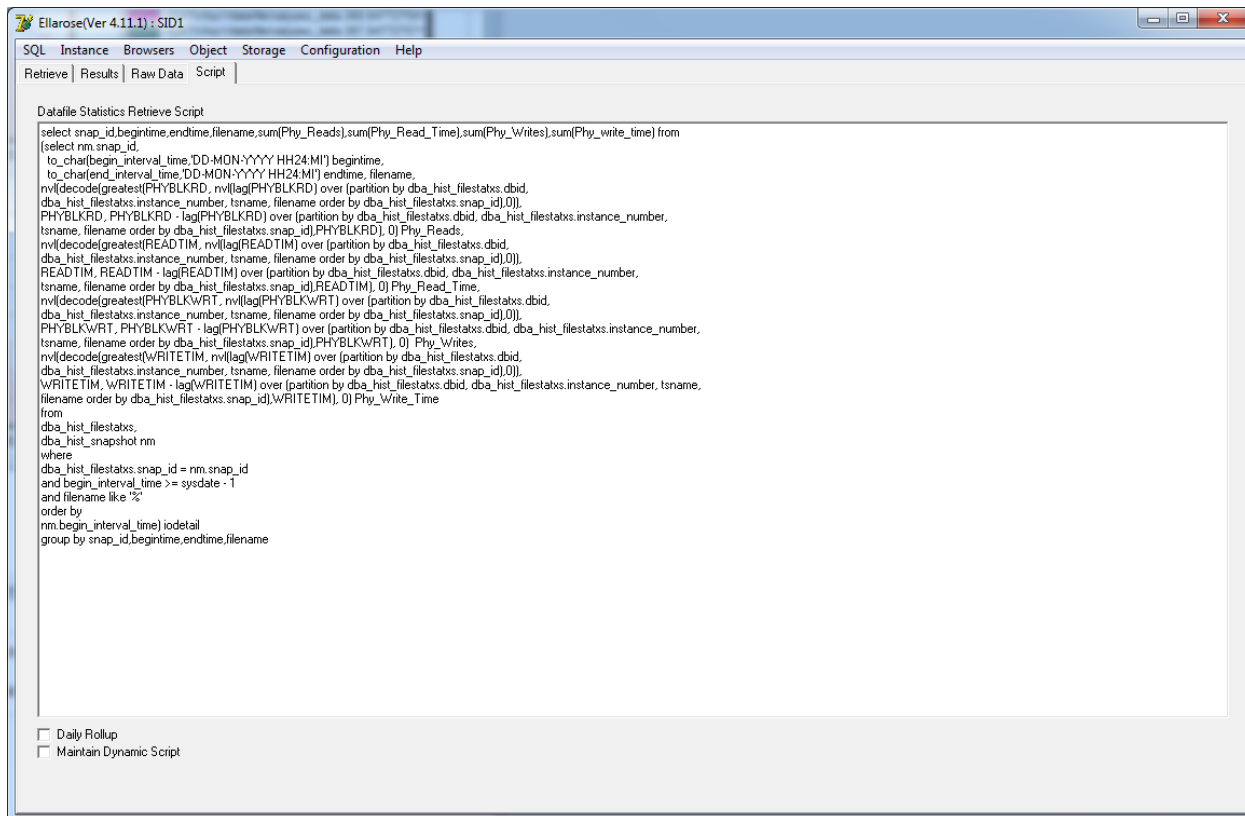 Ellarose(Ver 4.11.1) : SID1
SQL Instance Browsers Object Storage Configuration Help
Retrieve Results Raw Data Script
Datafile Statistics Retrieve Script
select snap_id,begintime,endtime,filename,sum(Phy_Reads),sum(Phy_Read_Time),sum(Phy_Writes),sum(Phy_write_time) from
(select nm.snap_id,
to_char(begin_interval_time,'DD-MON-YYYY HH24:MI') begintime,
to_char(end_interval_time,'DD-MON-YYYY HH24:MI') endtime, filename,
nvl(decode(greatest(PHYBLKRD, nvl(lag(PHYBLKRD) over (partition by dba_hist_filestatxs.dbid,
dba_hist_filestatxs.instance_number, tsname, filename order by dba_hist_filestatxs.snap_id),0)),
PHYBLKRD, PHYBLKRD - lag(PHYBLKRD) over (partition by dba_hist_filestatxs.dbid, dba_hist_filestatxs.instance_number,
tsname, filename order by dba_hist_filestatxs.snap_id),PHYBLKRD), 0) Phy_Reads,
nvl(decode(greatest(READTIM, nvl(lag(READTIM) over (partition by dba_hist_filestatxs.dbid,
dba_hist_filestatxs.instance_number, tsname, filename order by dba_hist_filestatxs.snap_id),0)),
READTIM, READTIM - lag(READTIM) over (partition by dba_hist_filestatxs.dbid, dba_hist_filestatxs.instance_number,
tsname, filename order by dba_hist_filestatxs.snap_id),READTIM), 0) Phy_Read_Time,
nvl(decode(greatest(PHYBLKWRT, nvl(lag(PHYBLKWRT) over (partition by dba_hist_filestatxs.dbid,
dba_hist_filestatxs.instance_number, tsname, filename order by dba_hist_filestatxs.snap_id),0)),
PHYBLKWRT, PHYBLKWRT - lag(PHYBLKWRT) over (partition by dba_hist_filestatxs.dbid, dba_hist_filestatxs.instance_number,
tsname, filename order by dba_hist_filestatxs.snap_id),PHYBLKWRT), 0) Phy_Writes,
nvl(decode(greatest(WRITETIM, nvl(lag(WRITETIM) over (partition by dba_hist_filestatxs.dbid,
dba_hist_filestatxs.instance_number, tsname, filename order by dba_hist_filestatxs.snap_id),0)),
WRITETIM, WRITETIM - lag(WRITETIM) over (partition by dba_hist_filestatxs.dbid, dba_hist_filestatxs.instance_number, tsname,
filename order by dba_hist_filestatxs.snap_id),WRITETIM), 0) Phy_Write_Time
from
dba_hist_filestatxs,
dba_hist_snapshot nm
where
dba_hist_filestatxs.snap_id = nm.snap_id
and begin_interval_time >= sysdate - 1
and filename like '%'
order by
nm.begin_interval_time) iodetail
group by snap_id,begintime,endtime,filename
Daily Rollup
Maintain Dynamic Script